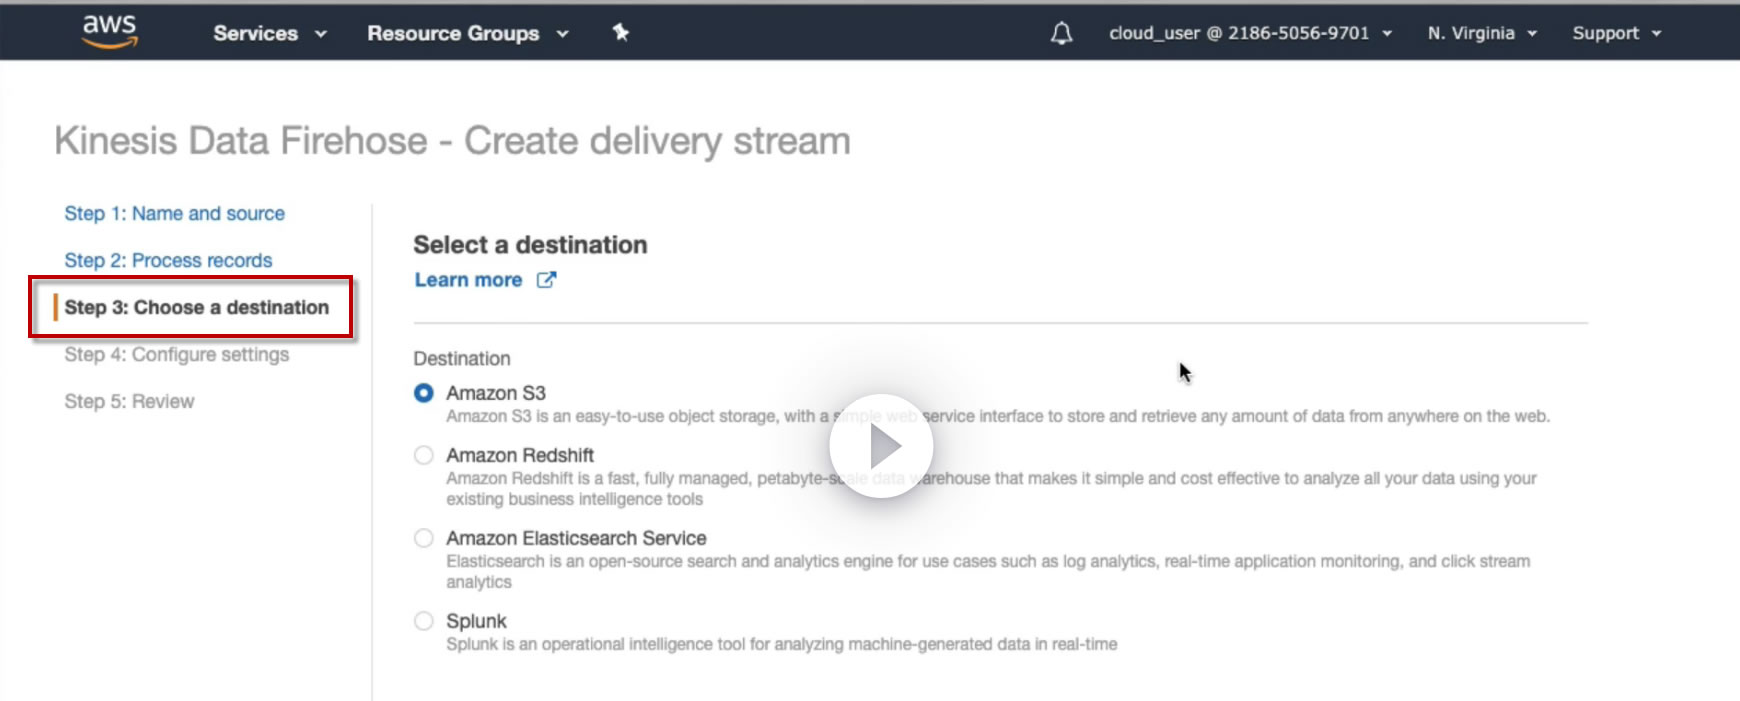 aws Services Resource Groups cloud_user @ 2186-5056-9701 N. Virginia Support
Kinesis Data Firehose - Create delivery stream
Step 1: Name and source
Step 2: Process records
Step 3: Choose a destination
Step 4: Configure settings
Step 5: Review
Select a destination
Learn more
Destination
Amazon S3
Amazon S3 is an easy-to-use object storage, with a simple web service interface to store and retrieve any amount of data from anywhere on the web.
Amazon Redshift
Amazon Redshift is a fast, fully managed, petabyte-scale data warehouse that makes it simple and cost effective to analyze all your data using your
existing business intelligence tools
Amazon Elasticsearch Service
Elasticsearch is an open-source search and analytics engine for use cases such as log analytics, real-time application monitoring, and click stream
analytics
Splunk
Splunk is an operational intelligence tool for analyzing machine-generated data in real-time